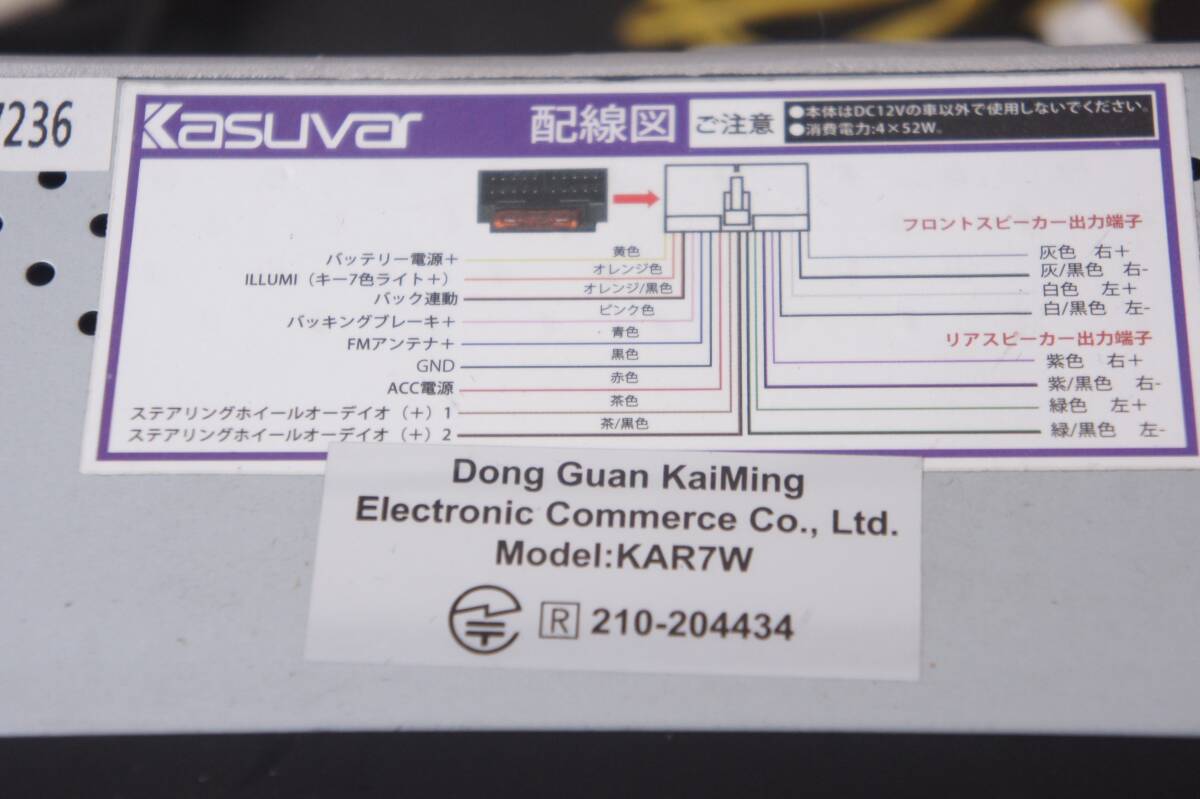 7236
Kasuvar 配線図 ご注意
●本体はDC12Vの車以外で使用しないでください。
●消費電力:4×52W。
バッテリー電源+ 黄色
ILLUMI（キー7色ライト+） オレンジ色
バック連動 オレンジ/黒色
バッキングブレーキ+ ピンク色
FMアンテナ+ 青色
GND 黒色
ACC電源 赤色
ステアリングホイールオーデイオ（+）1 茶色
ステアリングホイールオーデイオ（+）2 茶/黒色
フロントスピーカー出力端子
灰色 右+
灰/黒色 右-
白色 左+
白/黒色 左-
リアスピーカー出力端子
紫色 右+
紫/黒色 右-
緑色 左+
緑/黒色 左-
Dong Guan KaiMing
Electronic Commerce Co., Ltd.
Model:KAR7W
R 210-204434